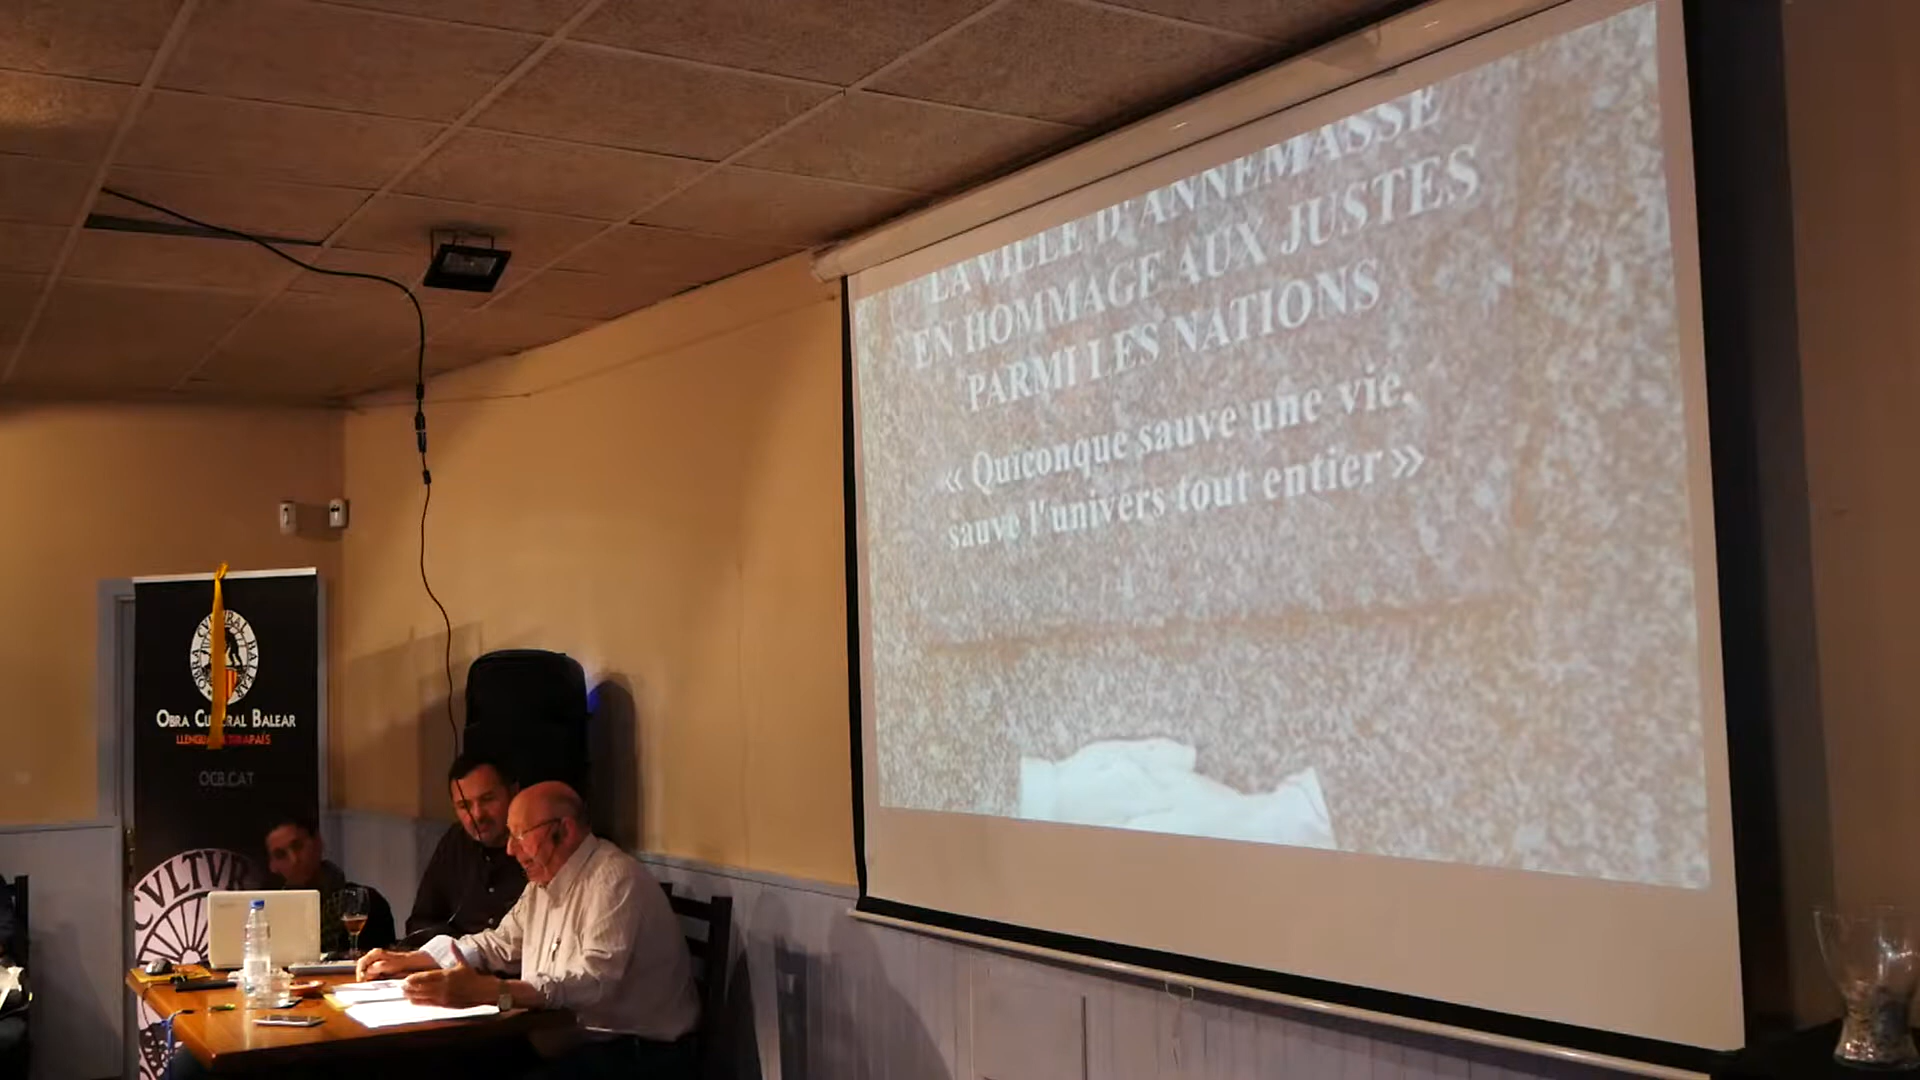 LA VILLE D'ANNEMASSE
EN HOMMAGE AUX JUSTES
PARMI LES NATIONS
« Quiconque sauve une vie,
sauve l'univers tout entier »
OBRA BALEAR
OCB.CAT